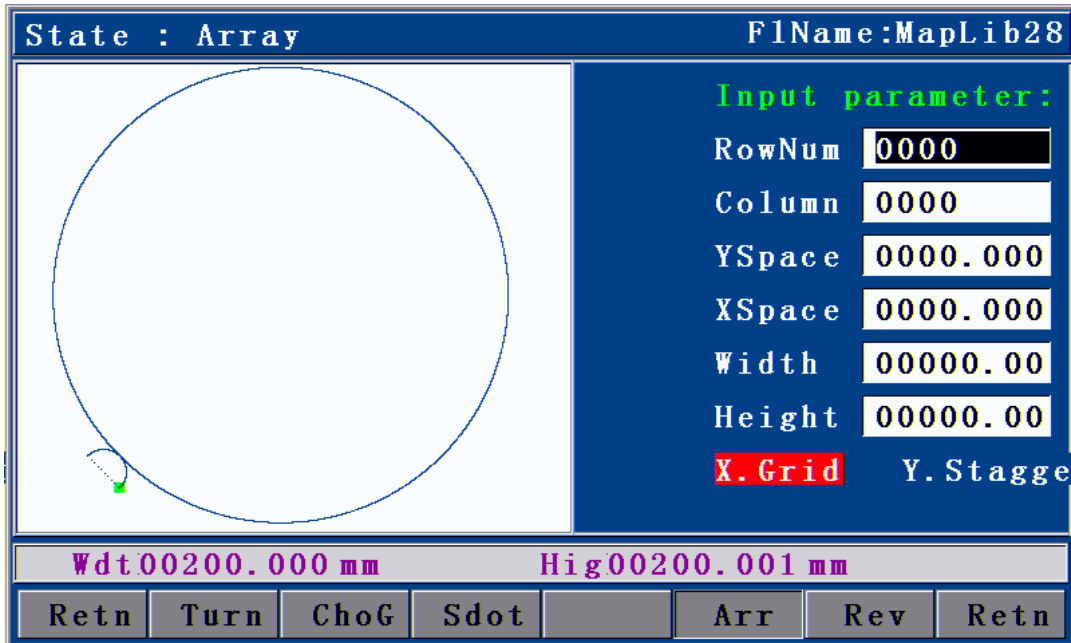 State : Array FlName:MapLib28
Input parameter:
RowNum 0000
Column 0000
YSpace 0000.000
XSpace 0000.000
Width 00000.00
Height 00000.00
X.Grid Y.Stagge
Wdt00200.000 mm Hig00200.001 mm
Retn Turn ChoG Sdot Arr Rev Retn